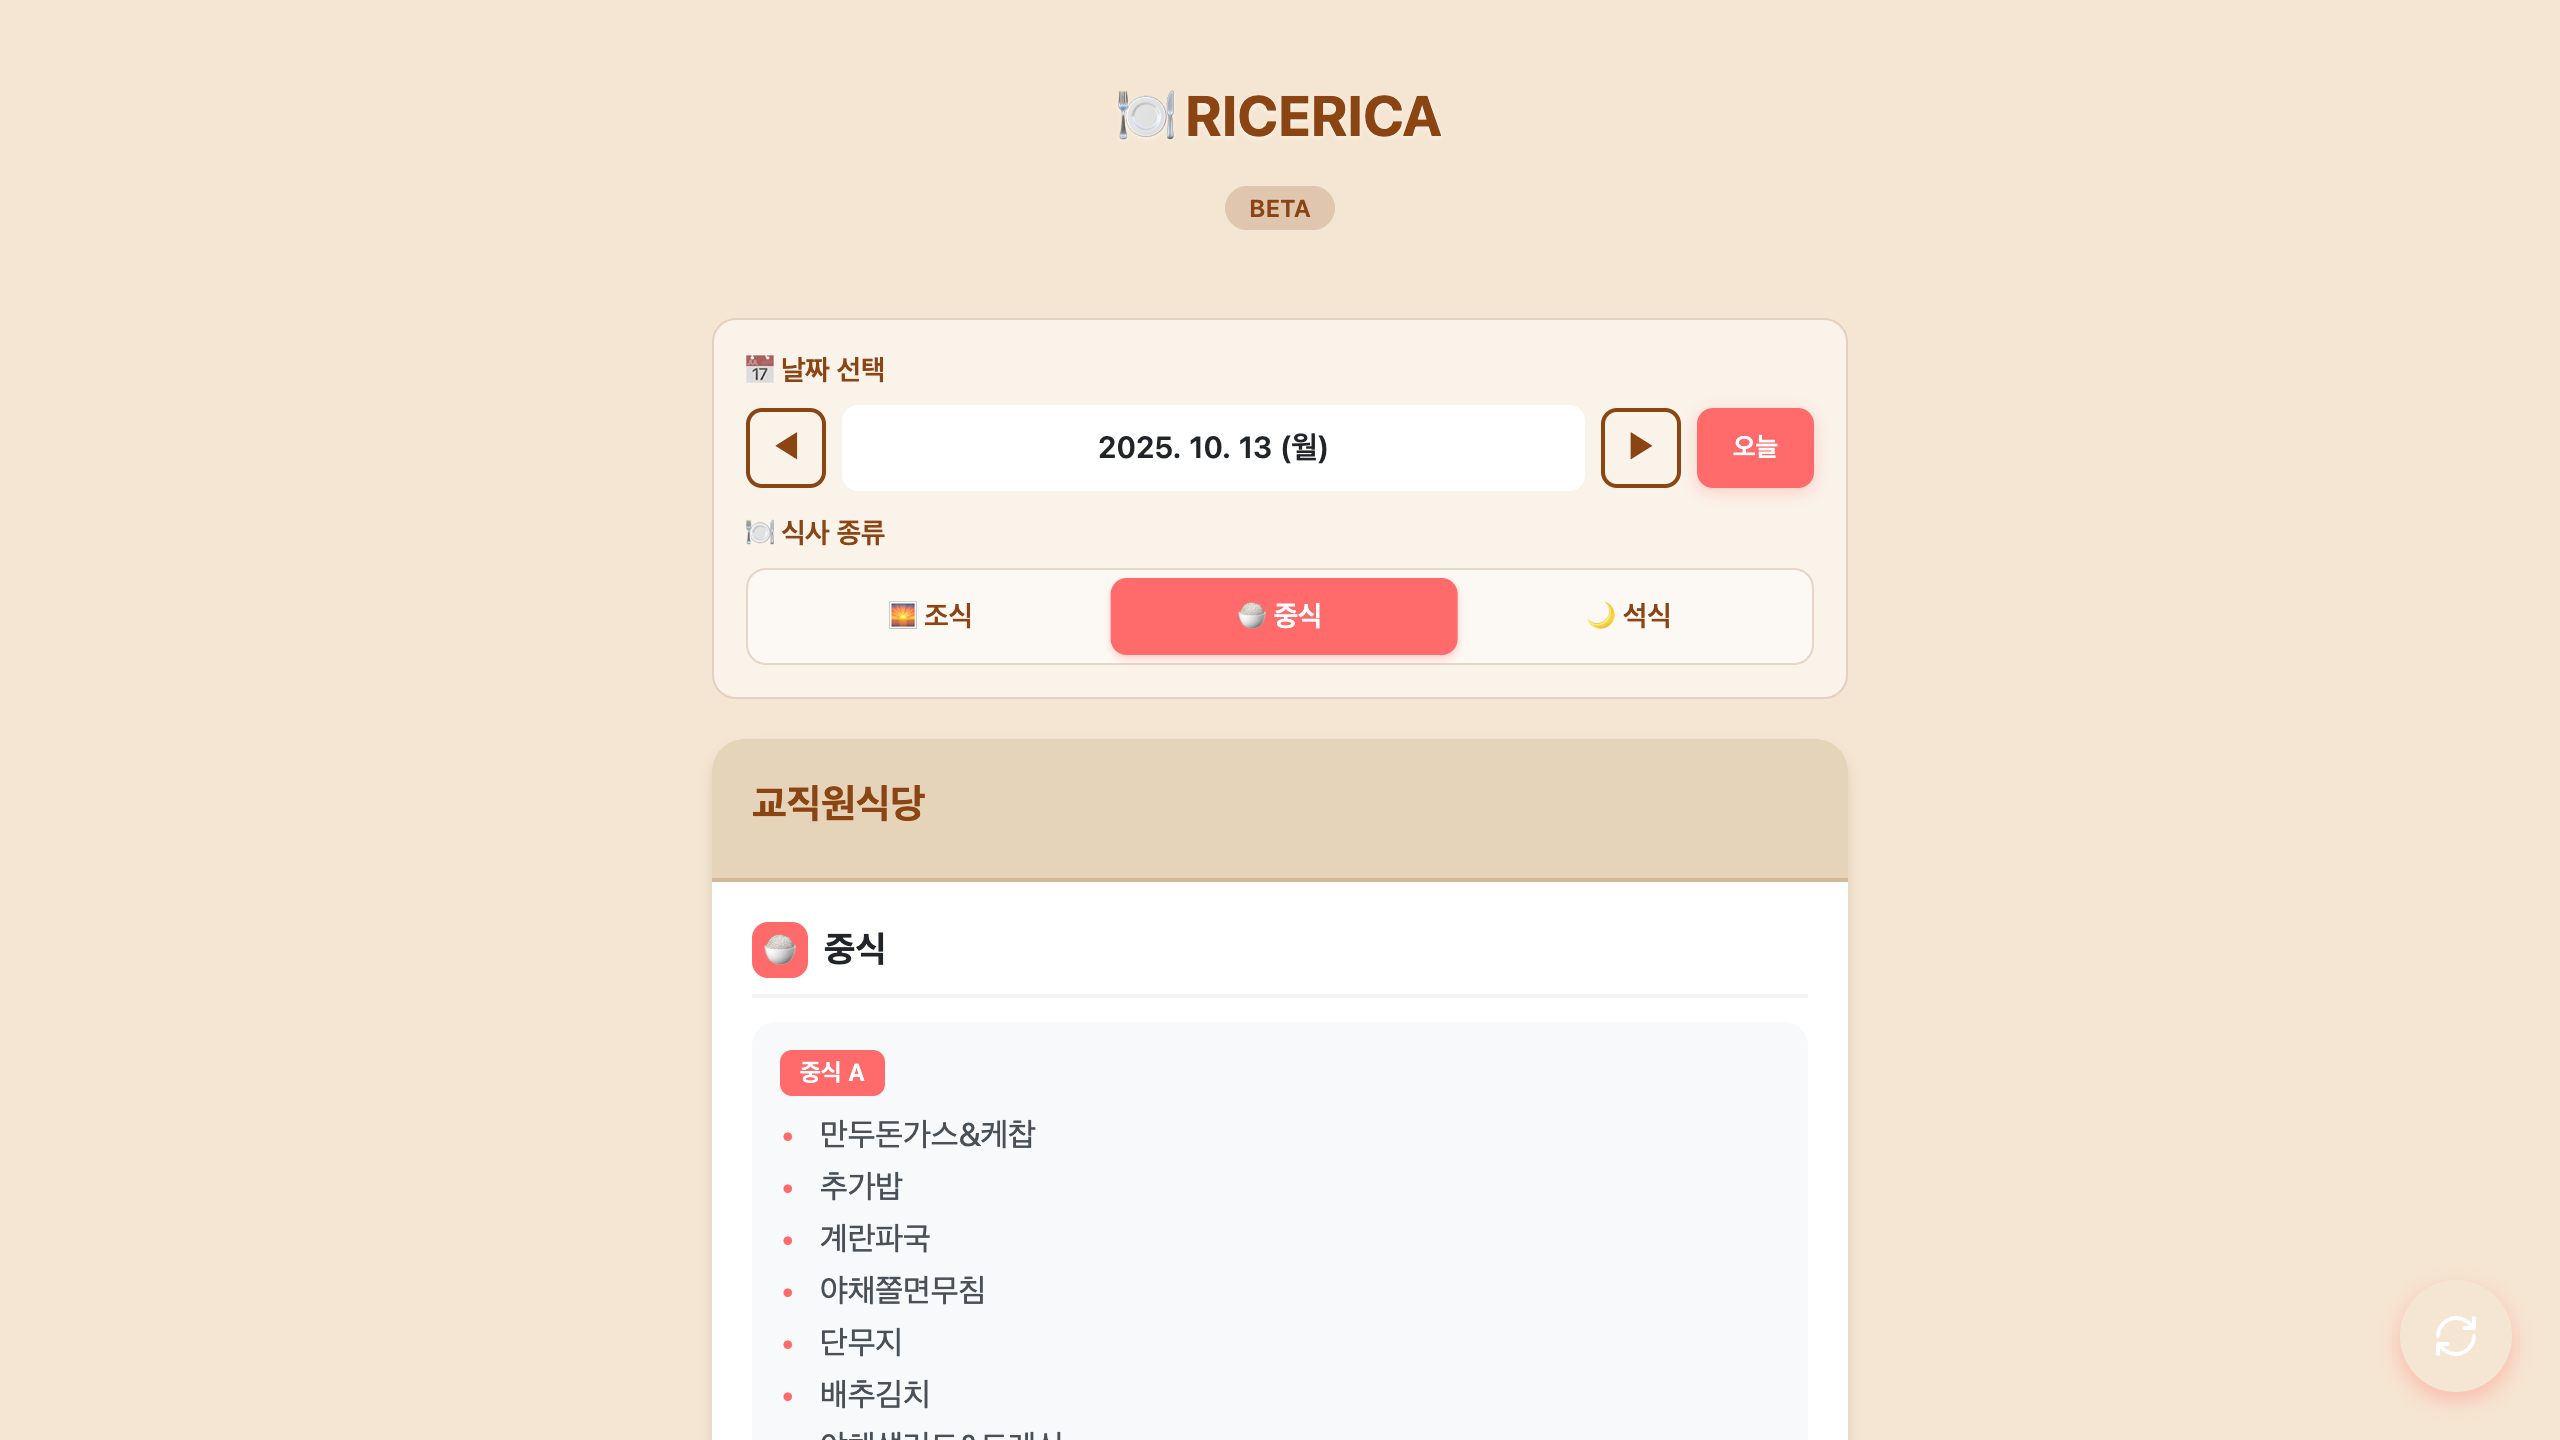 RICERICA
BETA
날짜 선택
2025. 10. 13 (월)
오늘
식사 종류
조식
중식
석식
교직원식당
중식
중식 A
만두돈가스&케찹
추가밥
계란파국
야채쫄면무침
단무지
배추김치